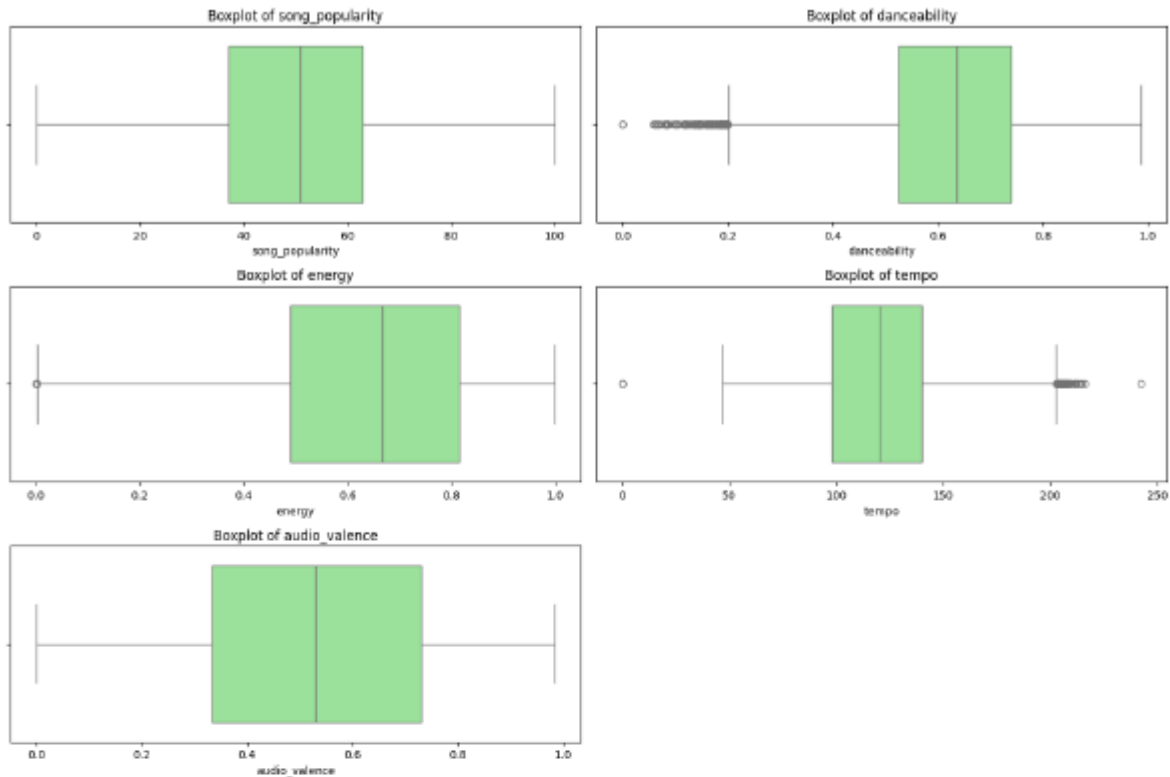 Boxplot of song_popularity
0 20 40 60 80 100
song_popularity
Boxplot of danceability
0.0 0.2 0.4 0.6 0.8 1.0
danceability
Boxplot of energy
0.0 0.2 0.4 0.6 0.8 1.0
energy
Boxplot of tempo
0 50 100 150 200 250
tempo
Boxplot of audio_valence
0.0 0.2 0.4 0.6 0.8 1.0
audio_valence